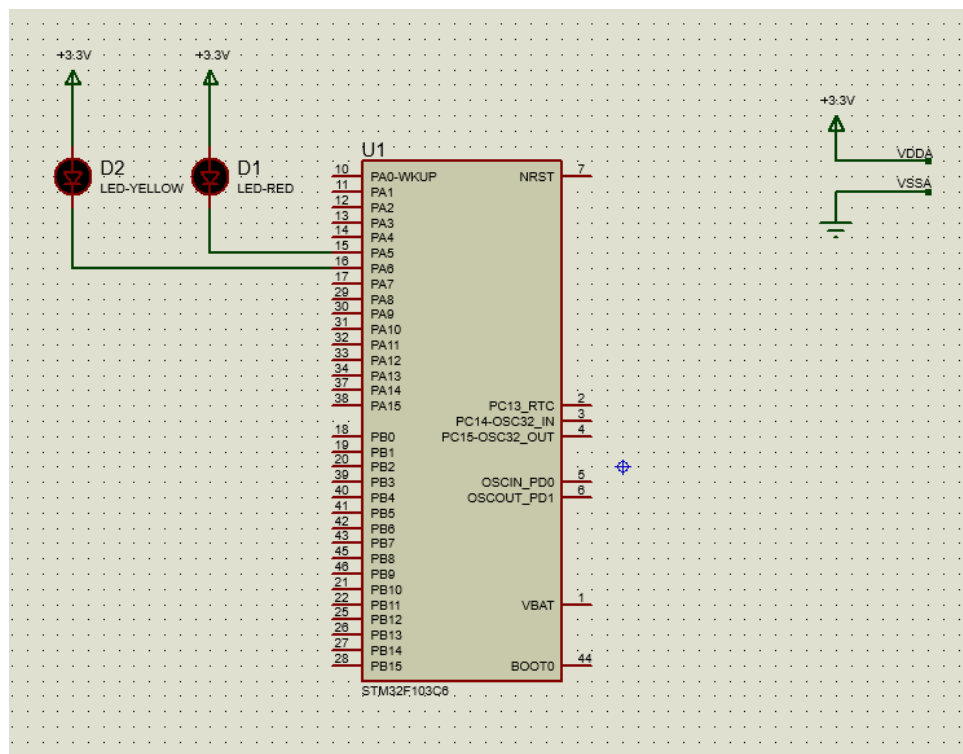 +3.3V
+3.3V
+3.3V
D2
LED-YELLOW
D1
LED-RED
U1
VDDA
VSSA
10 PA0-WKUP
11 PA1
12 PA2
13 PA3
14 PA4
15 PA5
16 PA6
17 PA7
29 PA8
30 PA9
31 PA10
32 PA11
33 PA12
34 PA13
37 PA14
38 PA15
18 PB0
19 PB1
20 PB2
39 PB3
40 PB4
41 PB5
42 PB6
43 PB7
45 PB8
46 PB9
21 PB10
22 PB11
25 PB12
26 PB13
27 PB14
28 PB15
NRST 7
PC13_RTC 2
PC14-OSC32_IN 3
PC15-OSC32_OUT 4
OSCIN_PD0 5
OSCOUT_PD1 6
VBAT 1
BOOT0 44
STM32F103C6